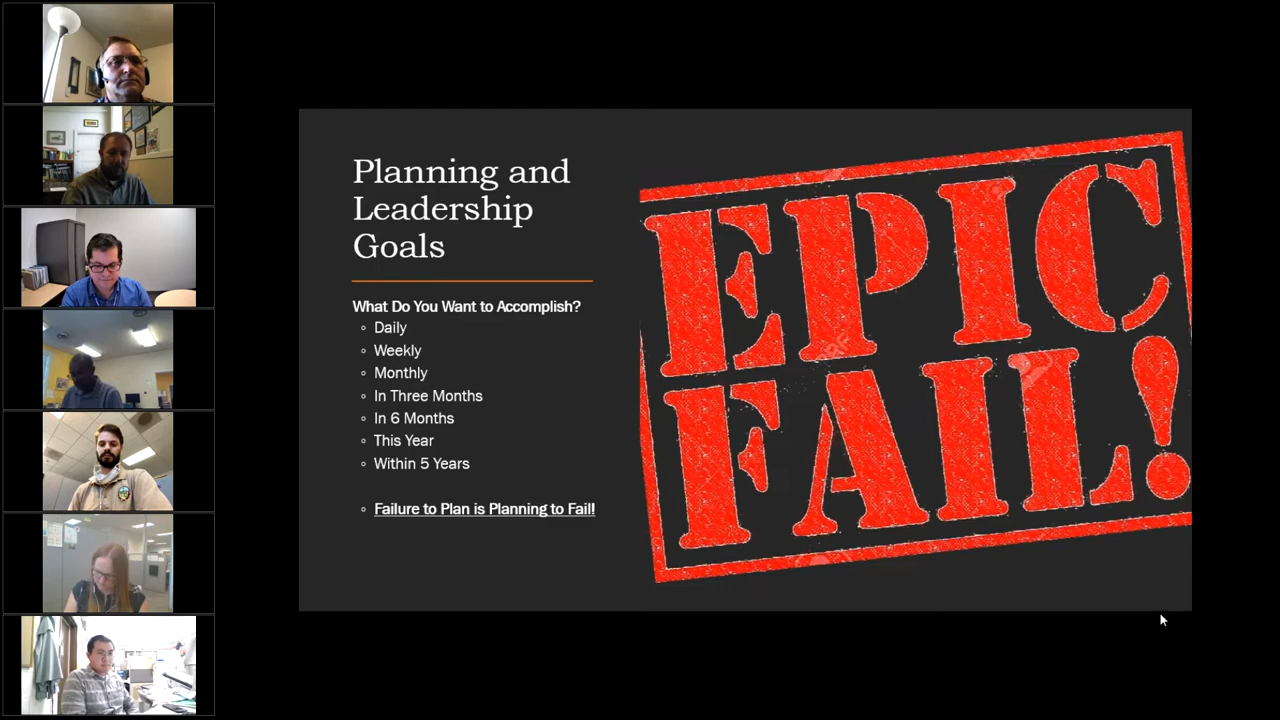 Planning and
Leadership
Goals
What Do You Want to Accomplish?
Daily
Weekly
Monthly
In Three Months
In 6 Months
This Year
Within 5 Years
Failure to Plan is Planning to Fail!
EPIC
FAIL!